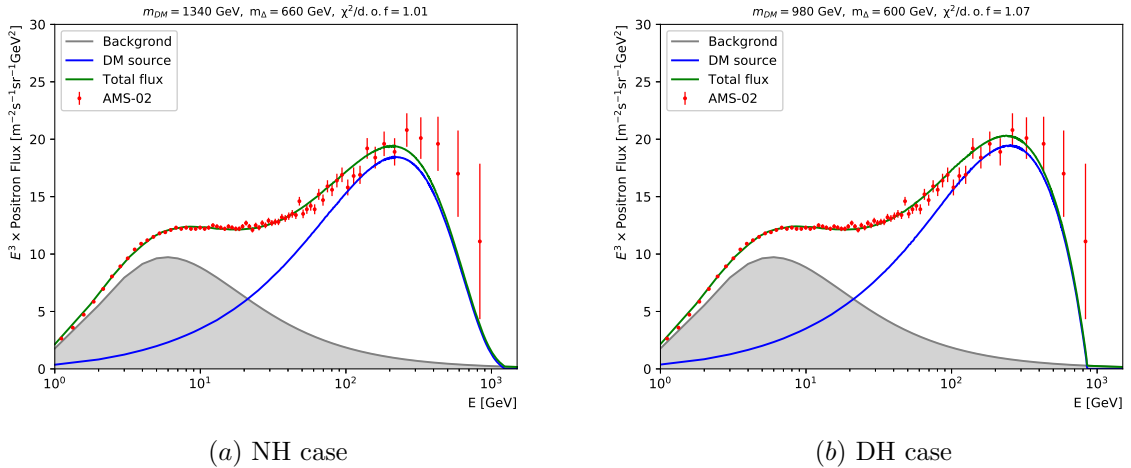 m_DM = 1340 GeV, m_Δ = 660 GeV, χ²/d.o.f = 1.01
E³ × Positron Flux [m⁻²s⁻¹sr⁻¹GeV²]
30
25
20
15
10
5
0
Backgrond
DM source
Total flux
AMS-02
10⁰ 10¹ 10² 10³
E [GeV]
(a) NH case
m_DM = 980 GeV, m_Δ = 600 GeV, χ²/d.o.f = 1.07
E³ × Positron Flux [m⁻²s⁻¹sr⁻¹GeV²]
30
25
20
15
10
5
0
Backgrond
DM source
Total flux
AMS-02
10⁰ 10¹ 10² 10³
E [GeV]
(b) DH case